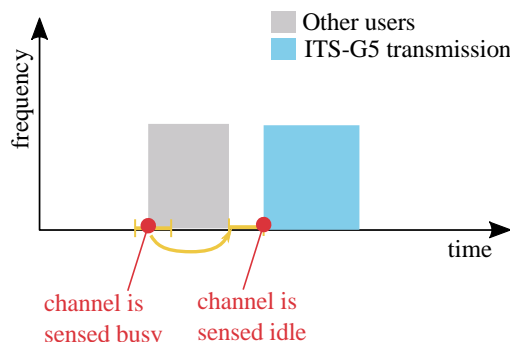 Other users
ITS-G5 transmission
frequency
time
channel is
sensed busy
channel is
sensed idle